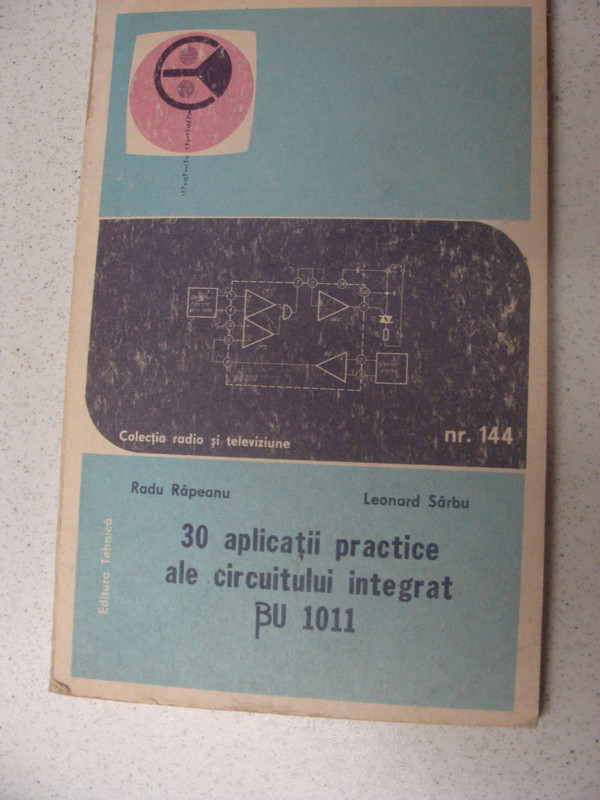 Colecția radio și televiziune
nr. 144
Radu Râpeanu
Leonard Sârbu
Editura Tehnică
30 aplicații practice
ale circuitului integrat
βU 1011